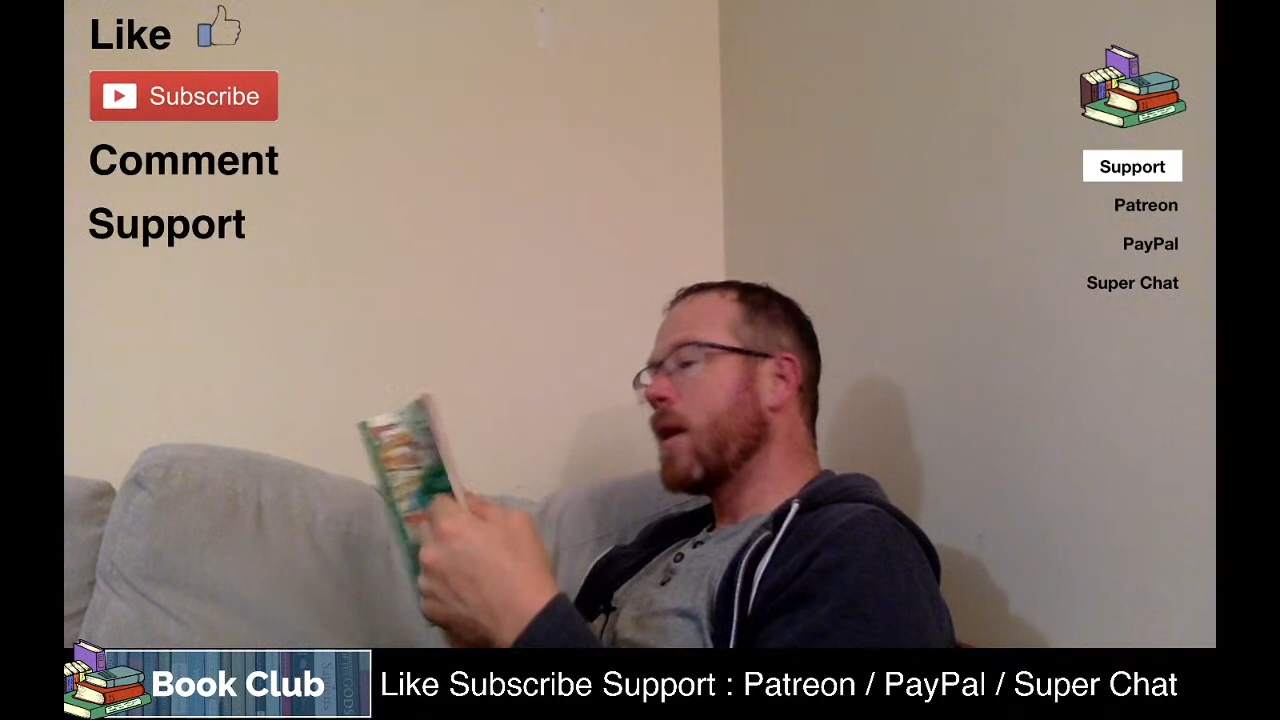 Like
Subscribe
Comment
Support
Support
Patreon
PayPal
Super Chat
Book Club
Like Subscribe Support : Patreon / PayPal / Super Chat